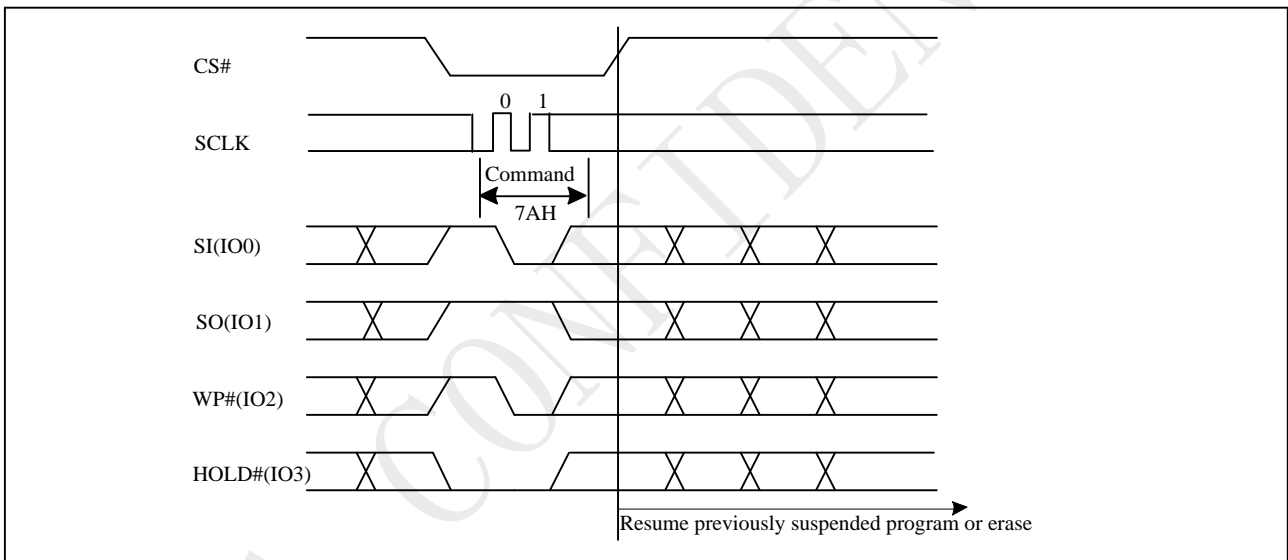 CS#
0 1
SCLK
Command
7AH
SI(IO0)
SO(IO1)
WP#(IO2)
HOLD#(IO3)
Resume previously suspended program or erase
CONFIDEN